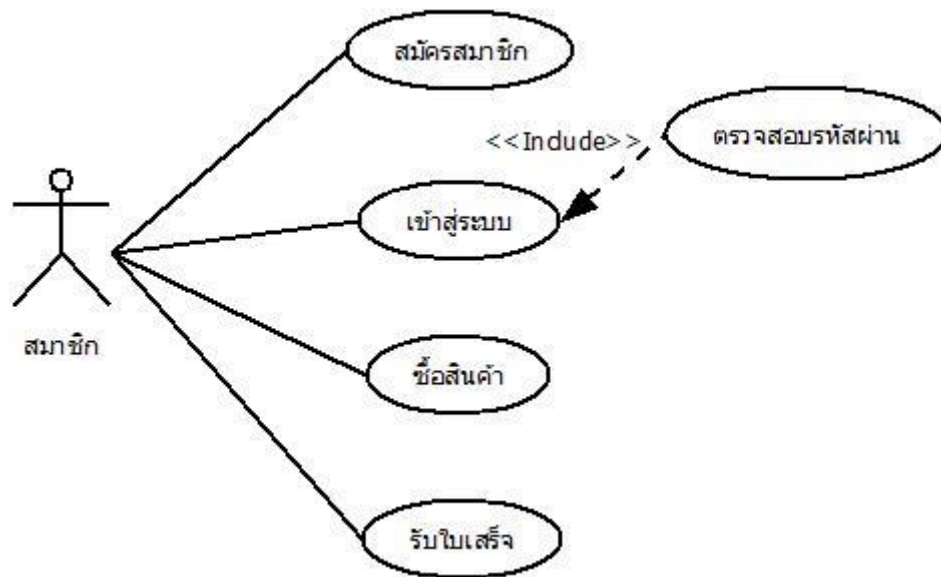 สมัครสมาชิก
ตรวจสอบรหัสผ่าน
<<Indude>>
เข้าสู่ระบบ
สมาชิก
ซื้อสินค้า
รับใบเสร็จ